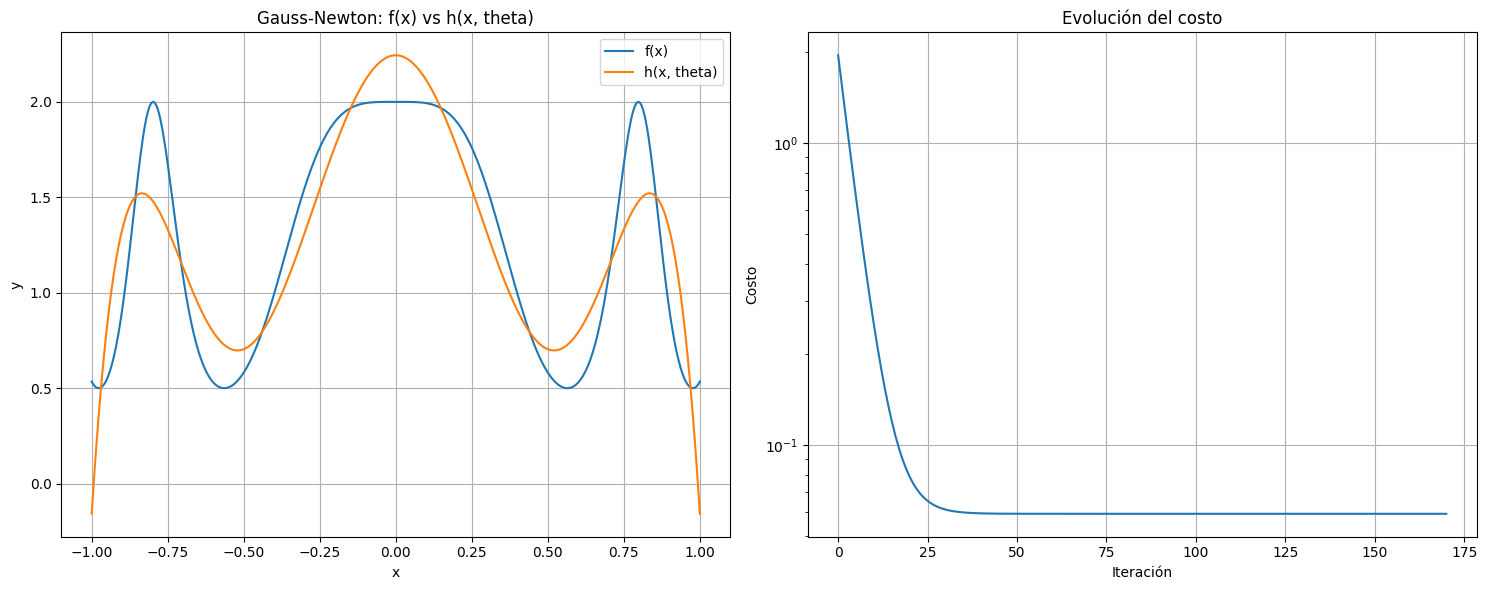 Gauss-Newton: f(x) vs h(x, theta)
f(x)
h(x, theta)
y
2.0
1.5
1.0
0.5
0.0
−1.00 −0.75 −0.50 −0.25 0.00 0.25 0.50 0.75 1.00
x
Evolución del costo
Costo
10⁰
10⁻¹
0 25 50 75 100 125 150 175
Iteración